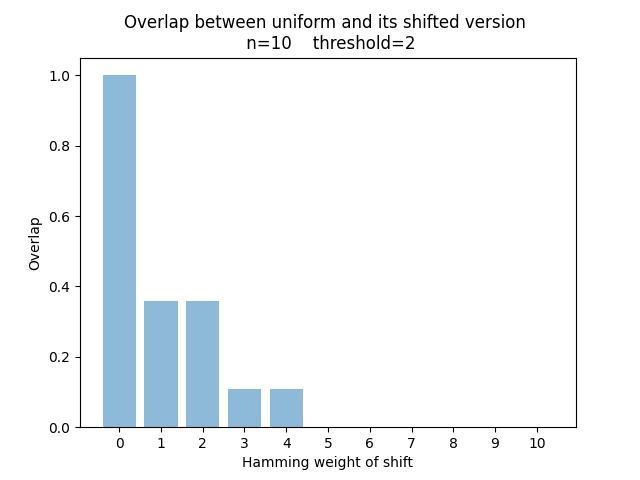 Overlap between uniform and its shifted version
n=10    threshold=2
1.0
0.8
0.6
0.4
0.2
0.0
Overlap
0 1 2 3 4 5 6 7 8 9 10
Hamming weight of shift